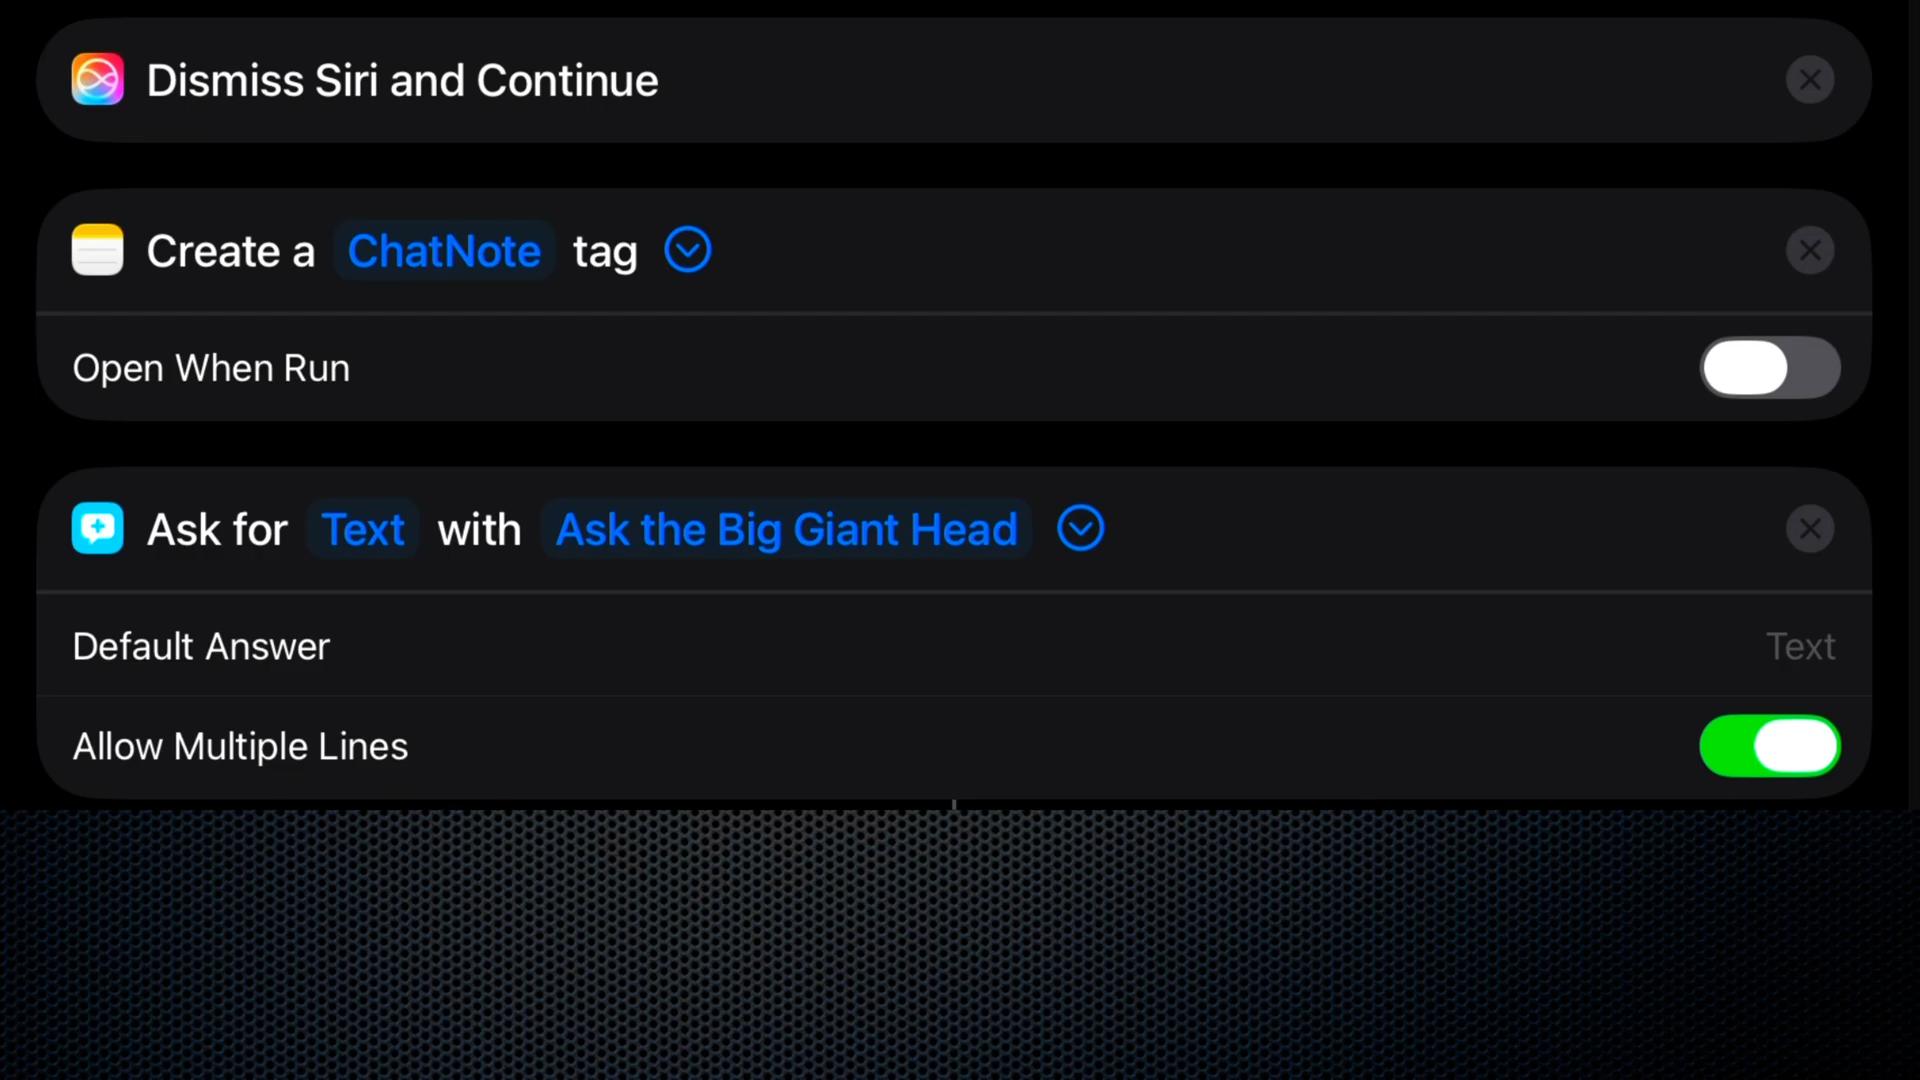 Dismiss Siri and Continue
Create a ChatNote tag
Open When Run
Ask for Text with Ask the Big Giant Head
Default Answer Text
Allow Multiple Lines